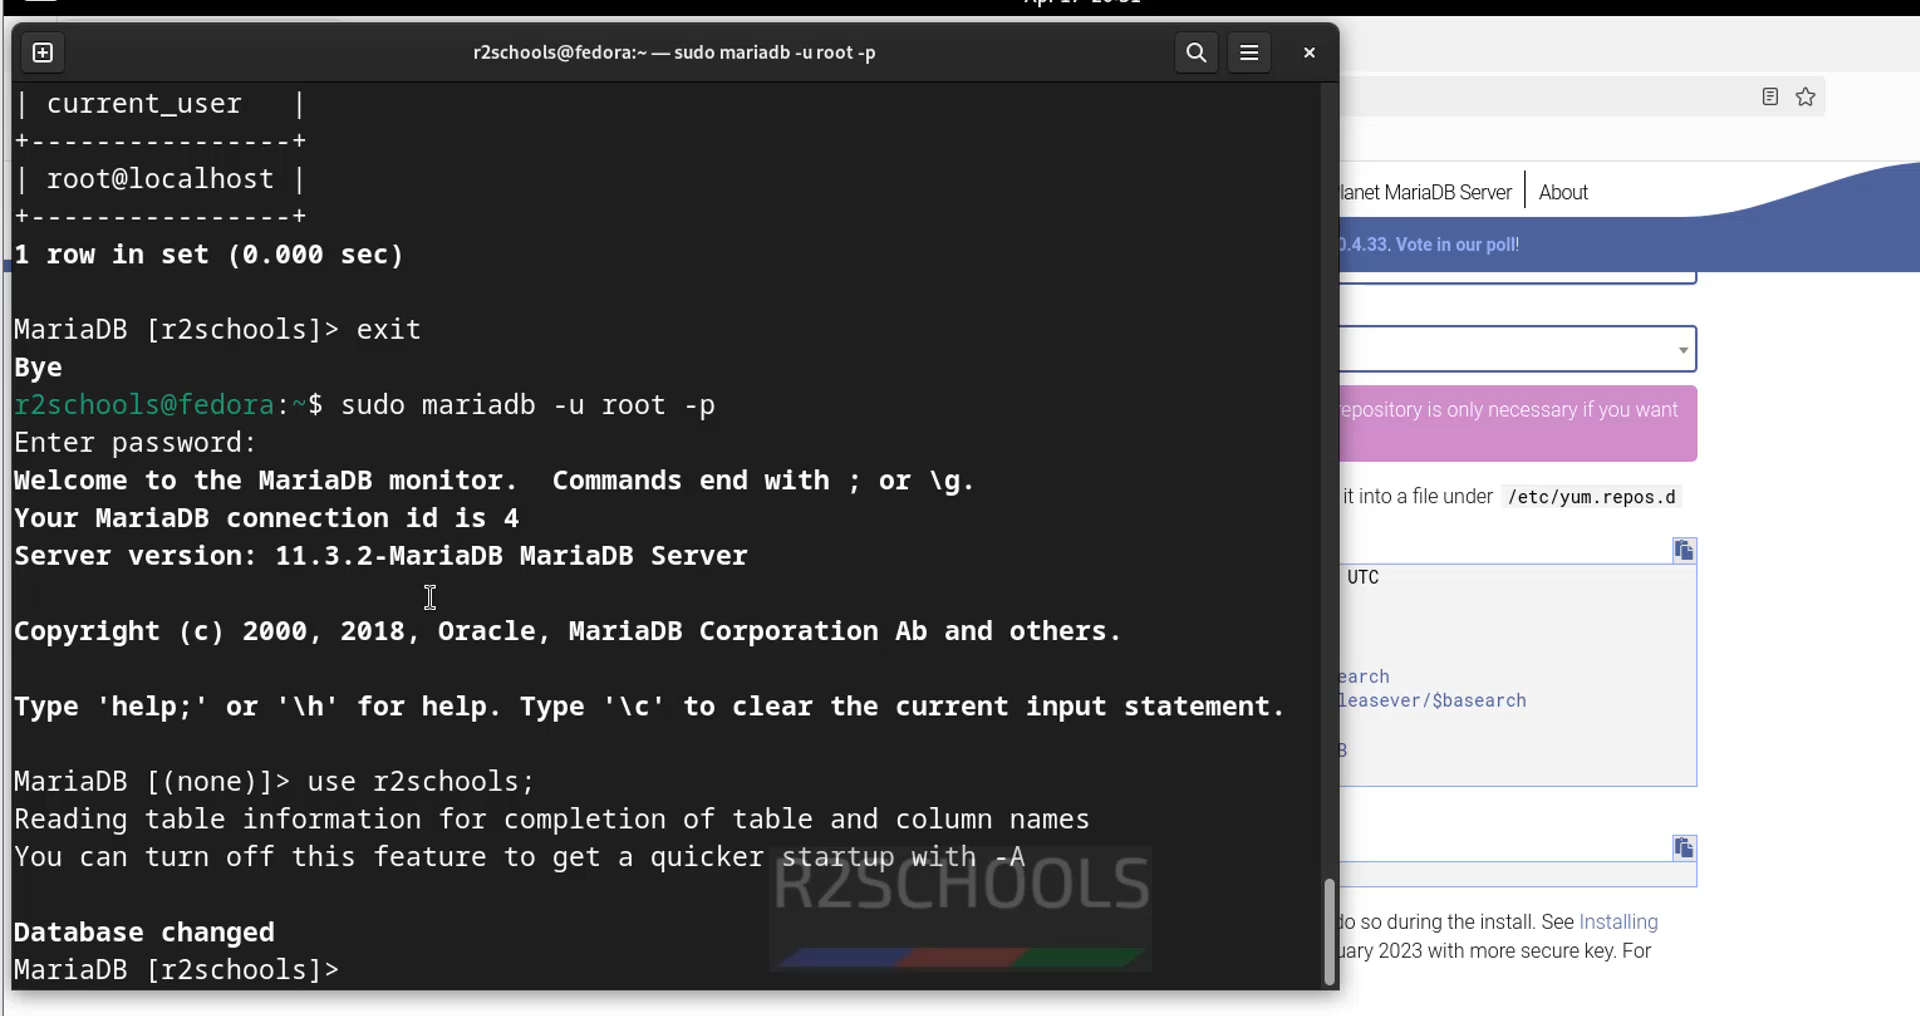 r2schools@fedora:~ — sudo mariadb -u root -p
| current_user   |
+----------------+
| root@localhost |
+----------------+
1 row in set (0.000 sec)
MariaDB [r2schools]> exit
Bye
r2schools@fedora:~$ sudo mariadb -u root -p
Enter password:
Welcome to the MariaDB monitor.  Commands end with ; or \g.
Your MariaDB connection id is 4
Server version: 11.3.2-MariaDB MariaDB Server
Copyright (c) 2000, 2018, Oracle, MariaDB Corporation Ab and others.
Type 'help;' or '\h' for help. Type '\c' to clear the current input statement.
MariaDB [(none)]> use r2schools;
Reading table information for completion of table and column names
You can turn off this feature to get a quicker startup with -A
Database changed
MariaDB [r2schools]>
R2SCHOOLS
lanet MariaDB Server | About
0.4.33. Vote in our poll!
epository is only necessary if you want
it into a file under /etc/yum.repos.d
UTC
earch
leasever/$basearch
B
do so during the install. See Installing
uary 2023 with more secure key. For